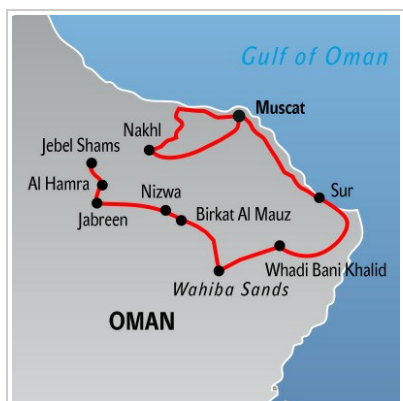 Gulf of Oman
Muscat
Nakhl
Jebel Shams
Al Hamra
Nizwa
Sur
Jabreen
Birkat Al Mauz
Whadi Bani Khalid
Wahiba Sands
OMAN